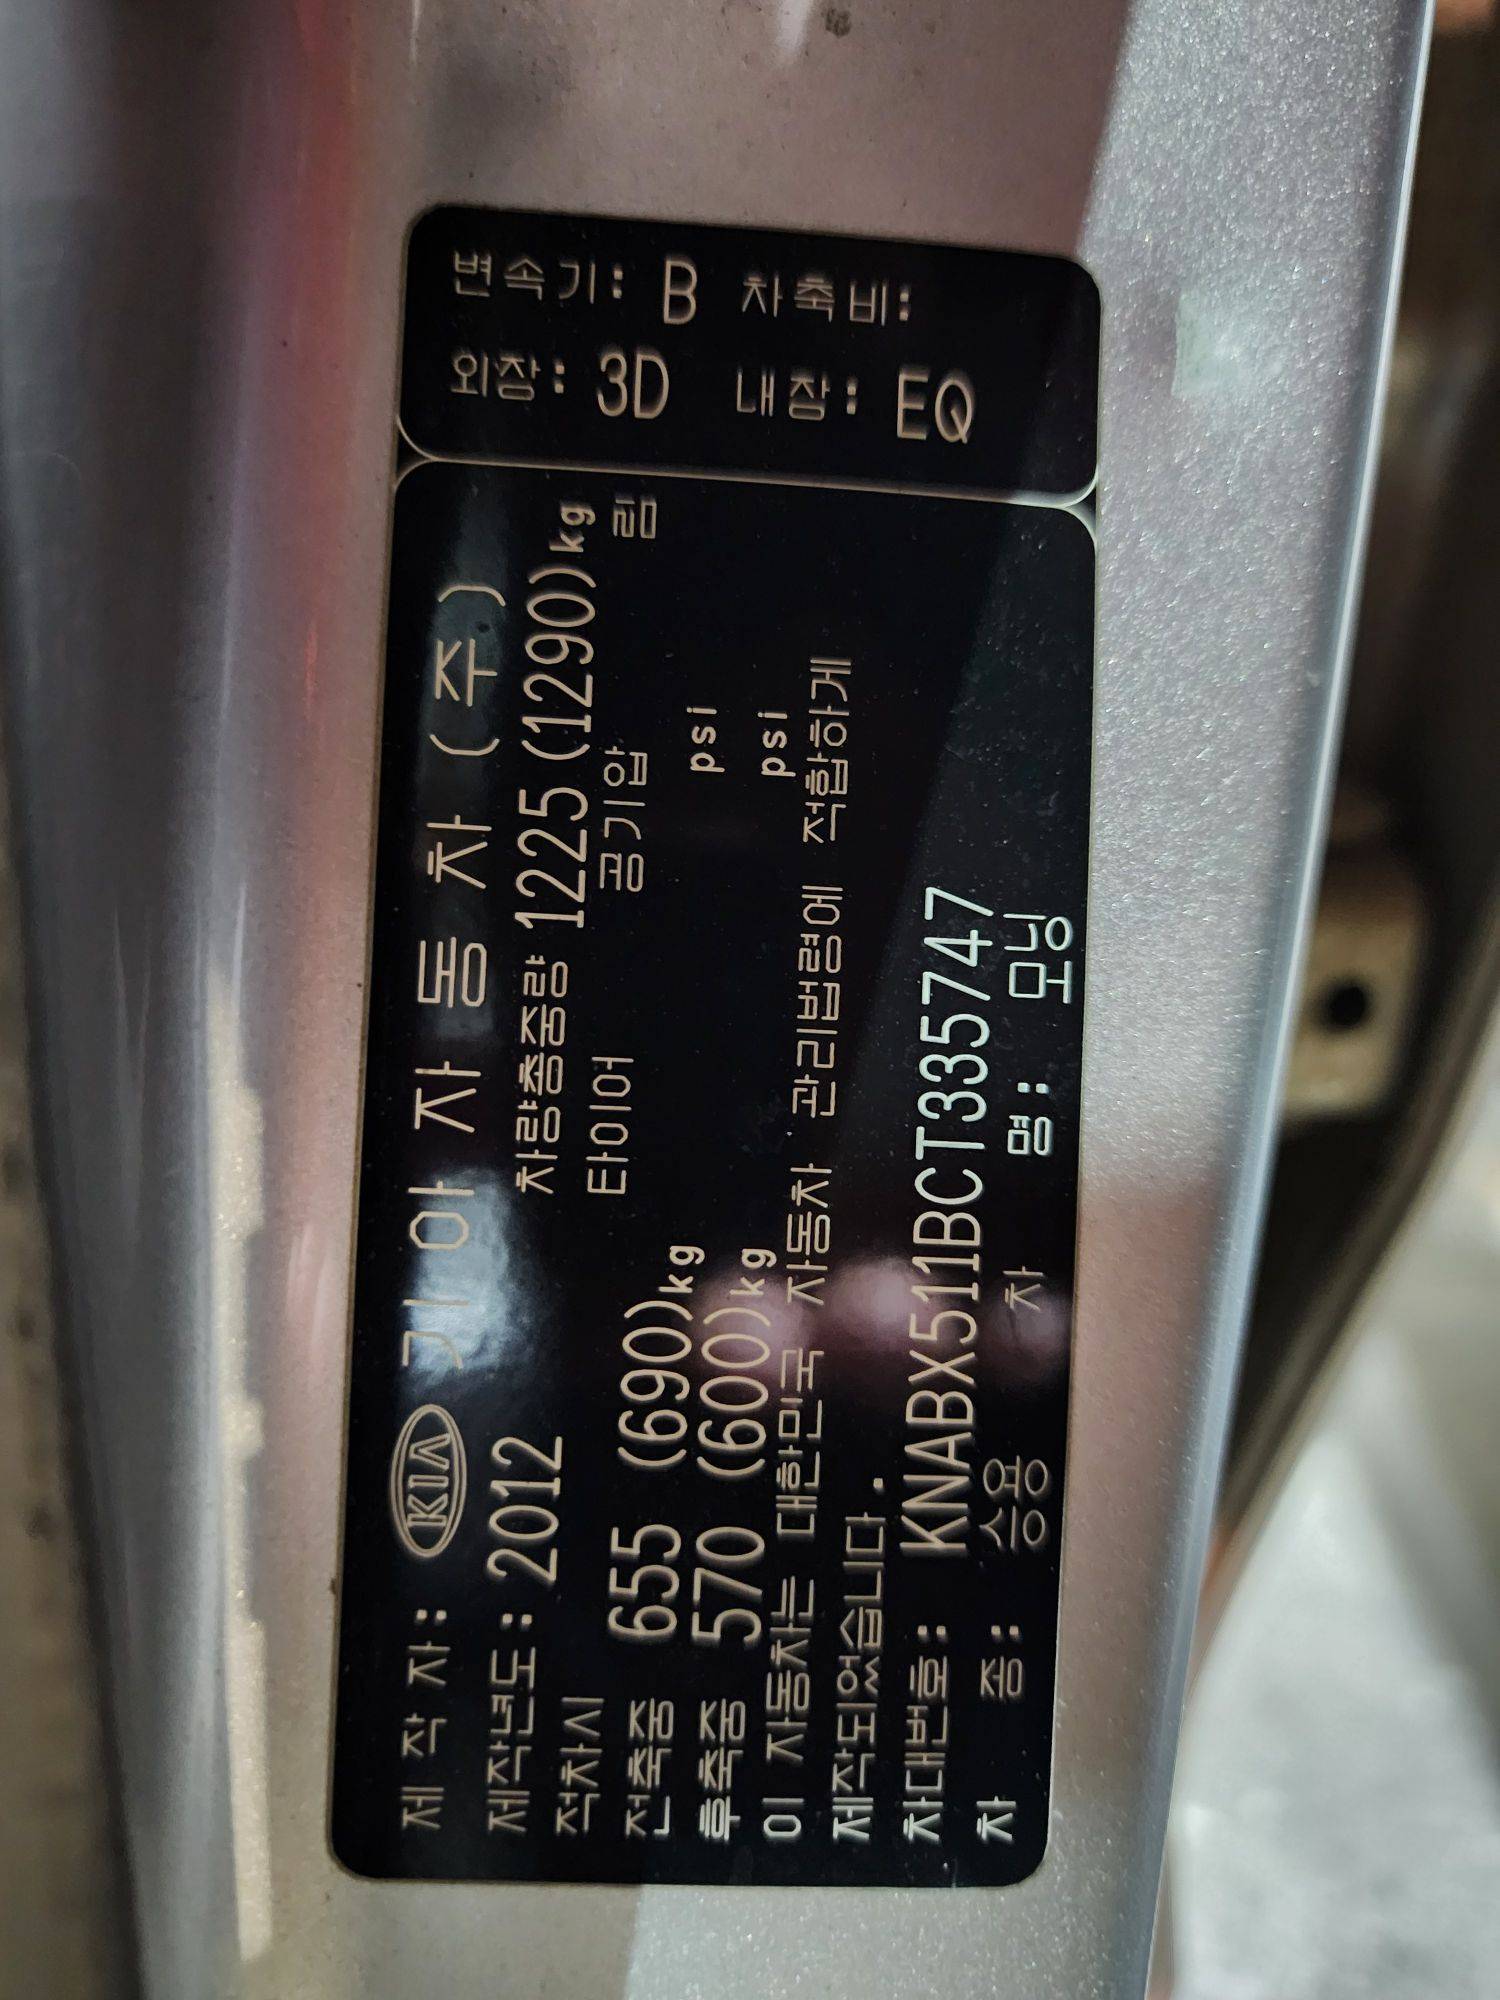 변속기: B 차축비:
외장: 3D 내장: EQ
제 작 자: KIA 기아자동차(주)
제작년도: 2012 차량총중량 1225(1290)kg
적차시 타이어 공기압 림
전축중 655 (690)kg psi
후축중 570 (600)kg psi
이 자동차는 대한민국 자동차 관리법령에 적합하게
제작되었습니다.
차대번호: KNABX511BCT335747
차 종: 승용 차 명: 모닝